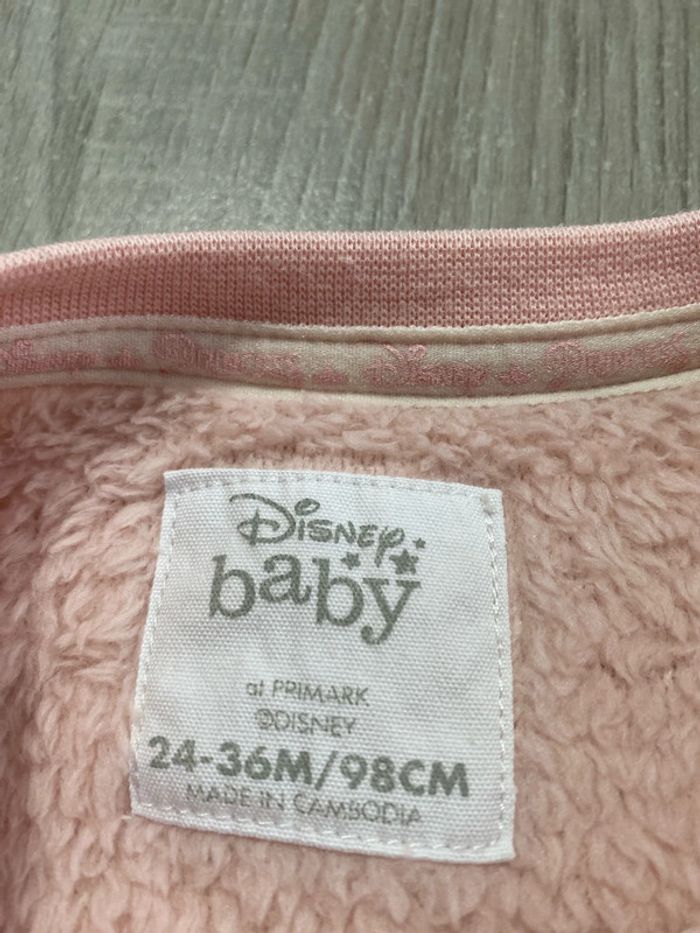 Disney
baby
at PRIMARK
©DISNEY
24-36M/98CM
MADE IN CAMBODIA